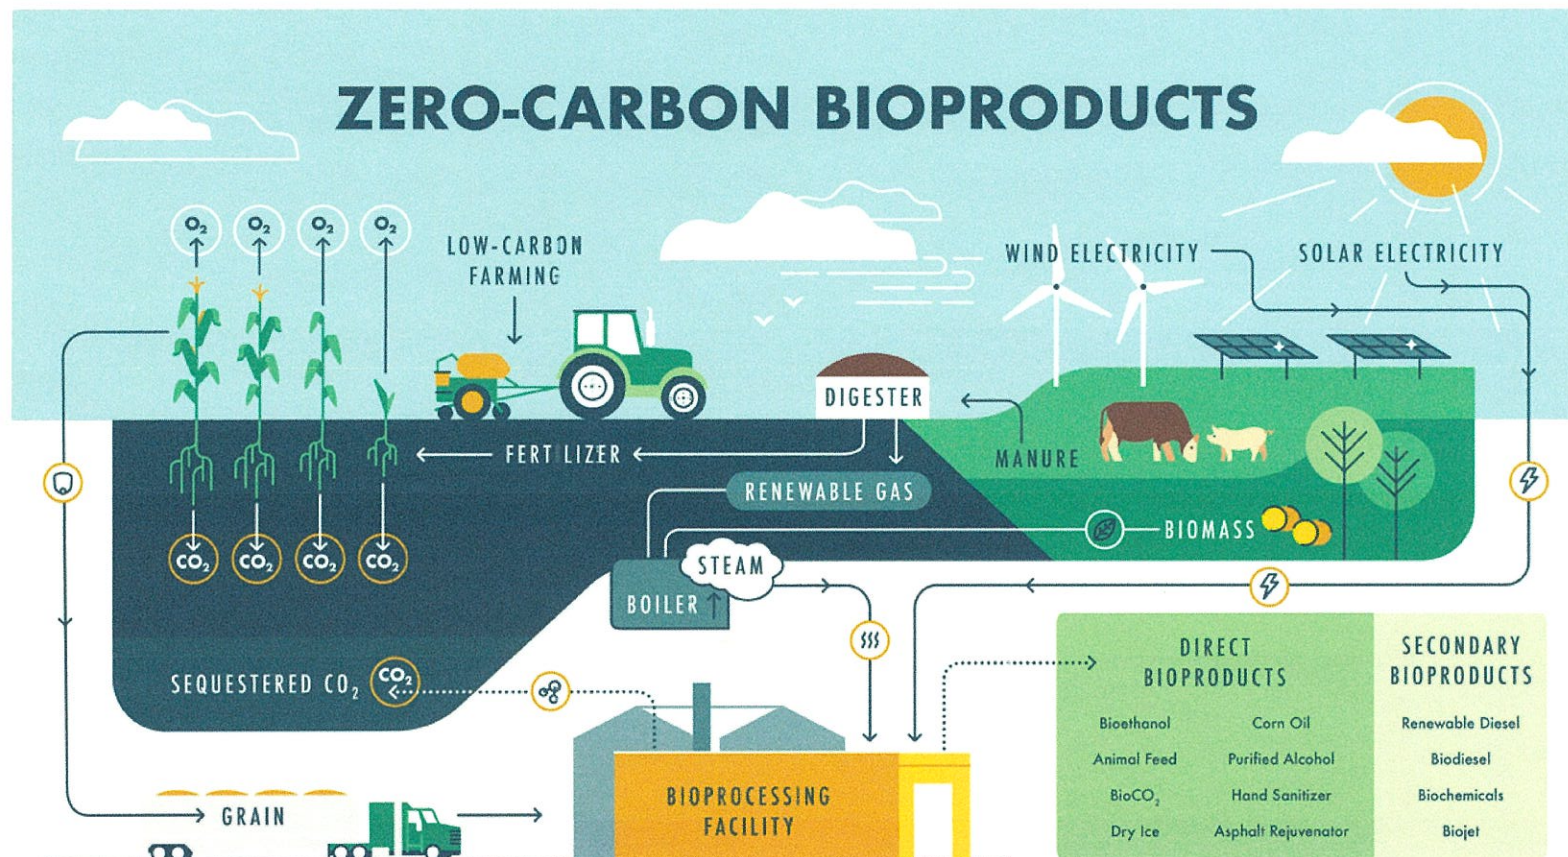 ZERO-CARBON BIOPRODUCTS
O₂
O₂
O₂
O₂
LOW-CARBON
FARMING
WIND ELECTRICITY
SOLAR ELECTRICITY
DIGESTER
FERT LIZER
MANURE
RENEWABLE GAS
BIOMASS
CO₂
CO₂
CO₂
CO₂
STEAM
BOILER
SEQUESTERED CO₂
CO₂
DIRECT
BIOPRODUCTS
Bioethanol
Corn Oil
Animal Feed
Purified Alcohol
BioCO₂
Hand Sanitizer
Dry Ice
Asphalt Rejuvenator
SECONDARY
BIOPRODUCTS
Renewable Diesel
Biodiesel
Biochemicals
Biojet
GRAIN
BIOPROCESSING
FACILITY